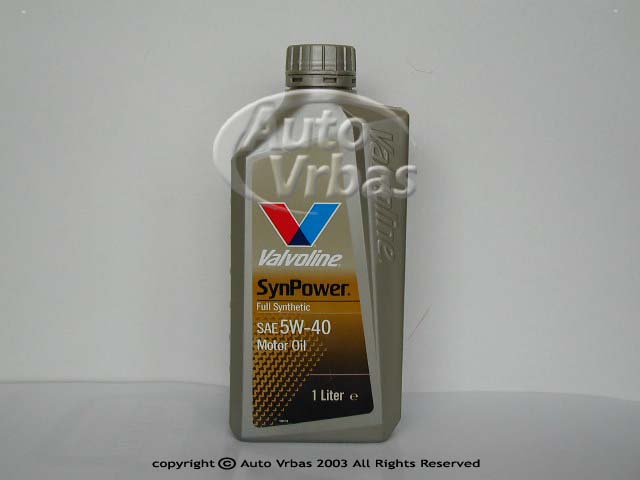 Auto
Vrbas
Valvoline
Valvoline
SynPower.
Full Synthetic
SAE 5W-40
Motor Oil
1 Liter e
copyright © Auto Vrbas 2003 All Rights Reserved